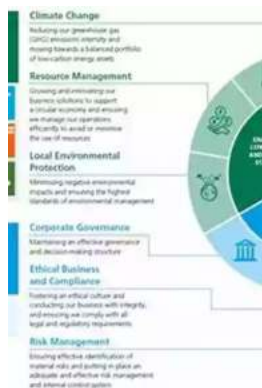 Climate Change
Reducing our greenhouse gas
(GHG) emissions intensity and
moving towards a balanced portfolio
of low-carbon energy assets
Resource Management
Growing and innovating our
business solutions to support
a circular economy and ensuring
we manage our operations
efficiently to avoid or minimise
the use of resources
Local Environmental
Protection
Minimising negative environmental
impacts and ensuring the highest
standards of environmental management
Corporate Governance
Maintaining an effective governance
and decision-making structure
Ethical Business
and Compliance
Fostering an ethical culture and
conducting our business with integrity,
and ensuring we comply with all
legal and regulatory requirements
Risk Management
Ensuring effective identification of
material risks and putting in place an
adequate and effective risk management
and internal control system